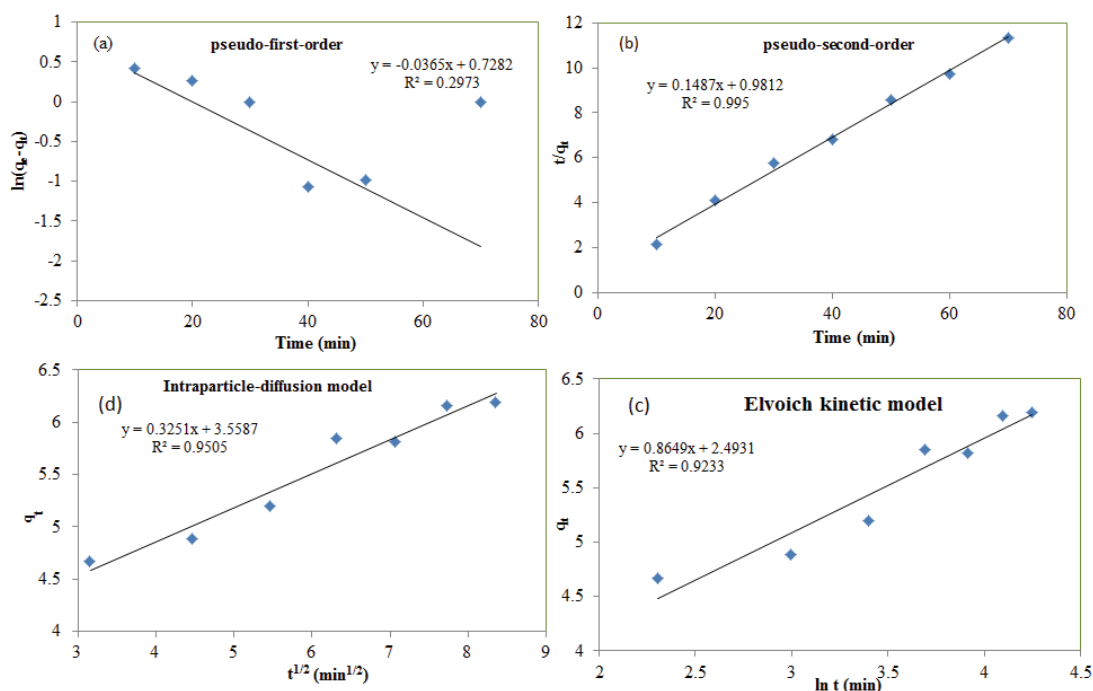 (a)
pseudo-first-order
y = -0.0365x + 0.7282
R² = 0.2973
1
0.5
0
-0.5
-1
-1.5
-2
-2.5
ln(qe-qt)
0 20 40 60 80
Time (min)
(b)
pseudo-second-order
y = 0.1487x + 0.9812
R² = 0.995
12
10
8
6
4
2
0
t/qt
0 20 40 60 80
Time (min)
(d)
Intraparticle-diffusion model
y = 0.3251x + 3.5587
R² = 0.9505
6.5
6
5.5
5
4.5
4
qt
3 4 5 6 7 8 9
t^1/2 (min^1/2)
(c)
Elvoich kinetic model
y = 0.8649x + 2.4931
R² = 0.9233
6.5
6
5.5
5
4.5
4
qt
2 2.5 3 3.5 4 4.5
ln t (min)